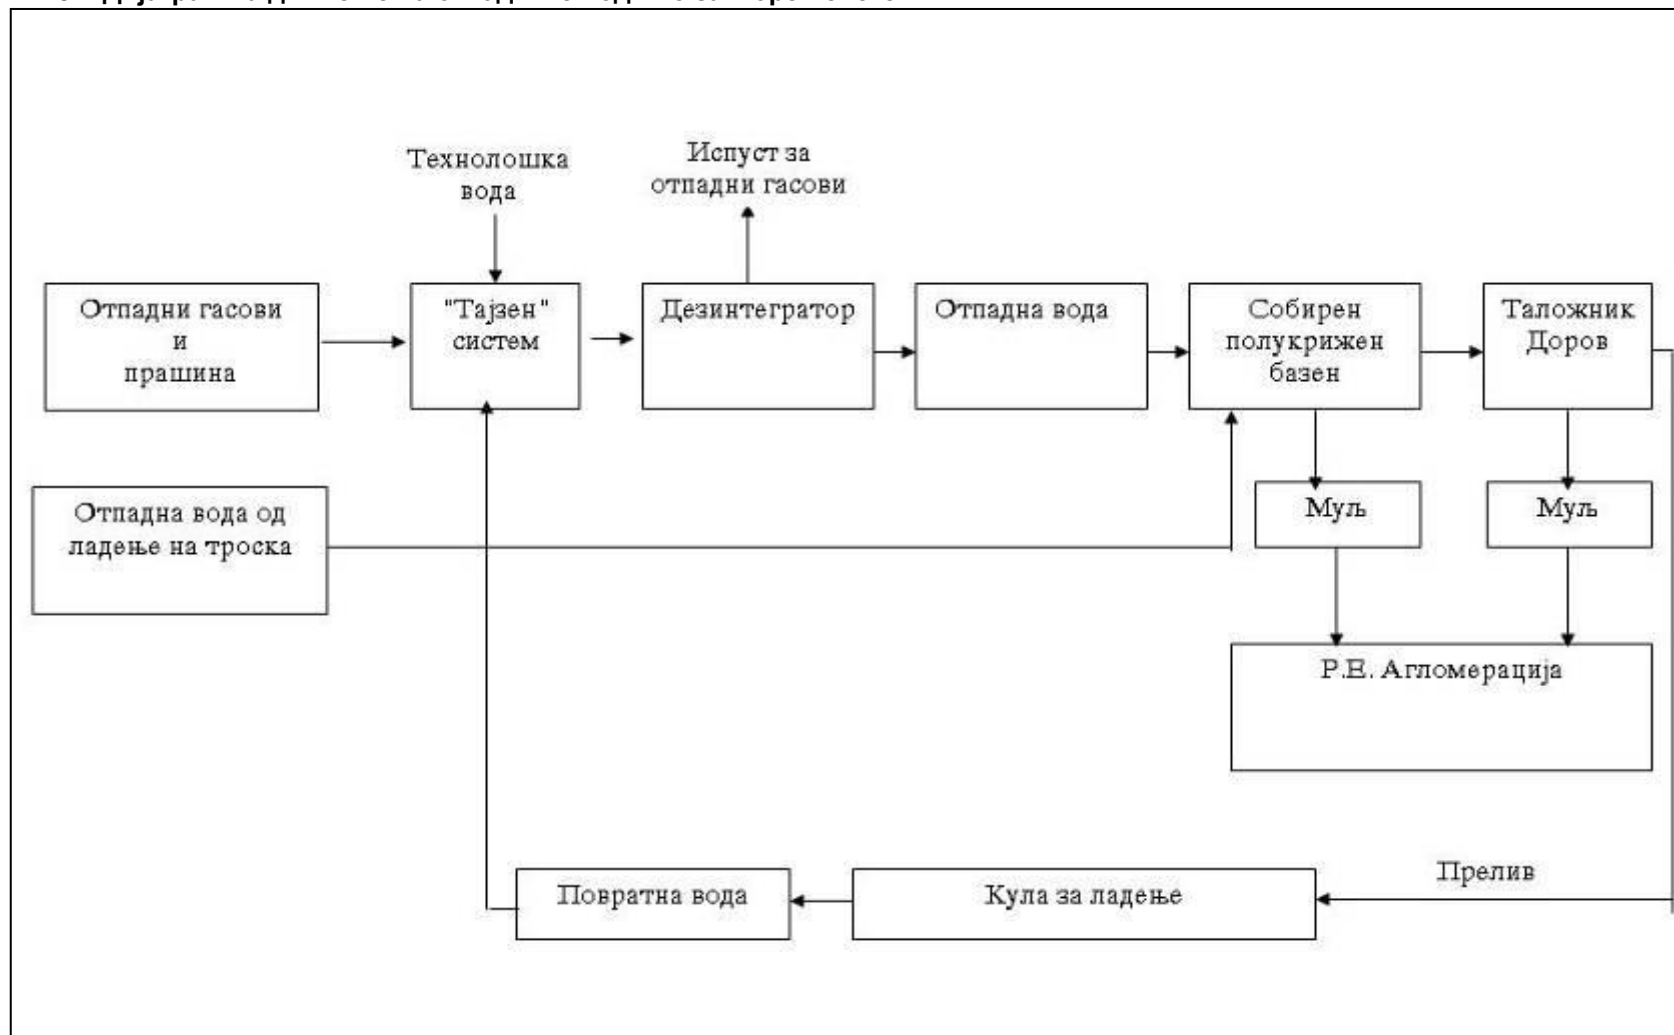 Технолошка
вода
Испуст за
отпадни гасови
Отпадни гасови
и
прашина
"Тајзен"
систем
Дезинтегратор
Отпадна вода
Собирен
полукрижен
базен
Таложник
Доров
Отпадна вода од
ладење на троска
Муљ
Муљ
Р.Е. Агломерација
Прелив
Повратна вода
Кула за ладење